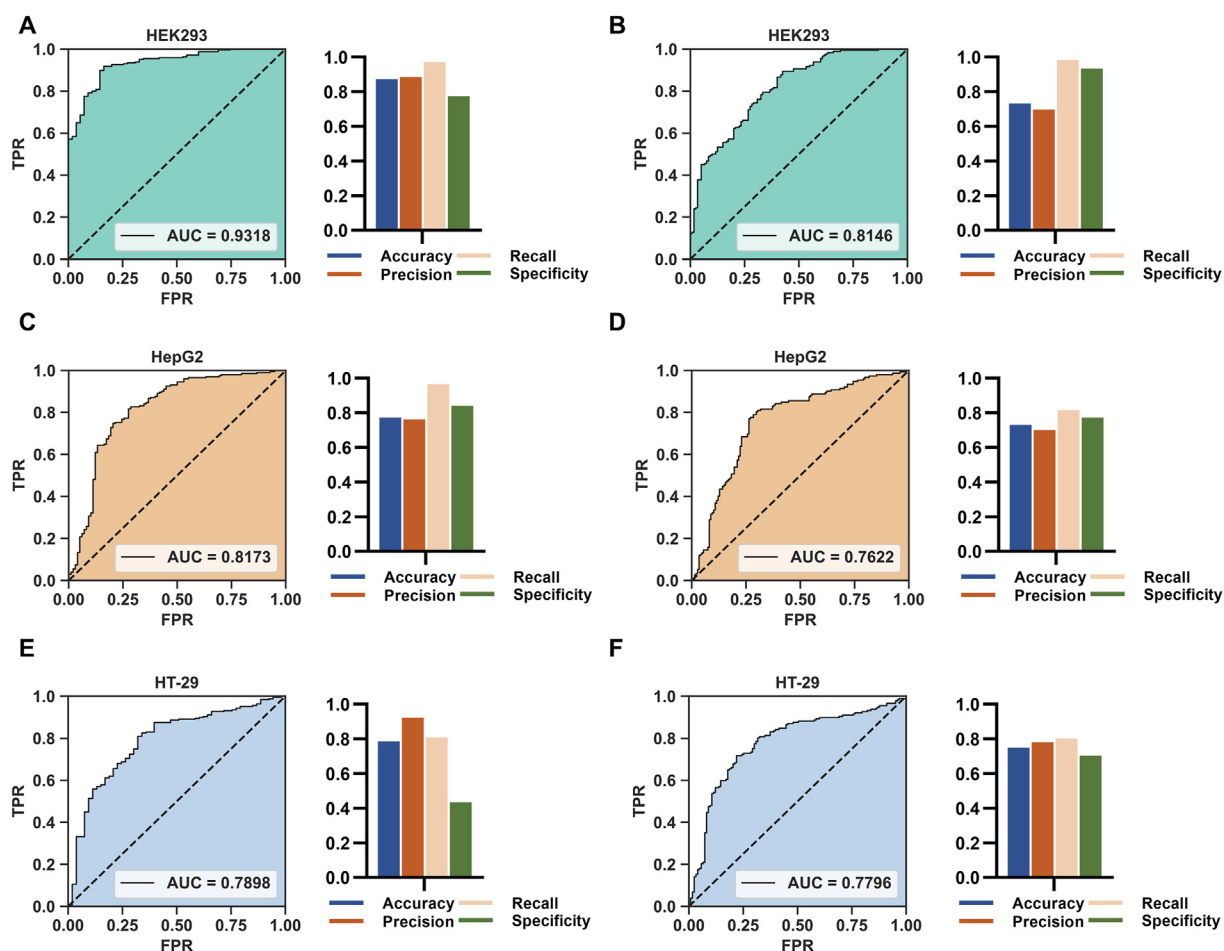 A
HEK293
TPR
1.0
0.8
0.6
0.4
0.2
0.0
AUC = 0.9318
0.00 0.25 0.50 0.75 1.00
FPR
1.0
0.8
0.6
0.4
0.2
0.0
Accuracy Recall
Precision Specificity
B
HEK293
TPR
1.0
0.8
0.6
0.4
0.2
0.0
AUC = 0.8146
0.00 0.25 0.50 0.75 1.00
FPR
1.0
0.8
0.6
0.4
0.2
0.0
Accuracy Recall
Precision Specificity
C
HepG2
TPR
1.0
0.8
0.6
0.4
0.2
0.0
AUC = 0.8173
0.00 0.25 0.50 0.75 1.00
FPR
1.0
0.8
0.6
0.4
0.2
0.0
Accuracy Recall
Precision Specificity
D
HepG2
TPR
1.0
0.8
0.6
0.4
0.2
0.0
AUC = 0.7622
0.00 0.25 0.50 0.75 1.00
FPR
1.0
0.8
0.6
0.4
0.2
0.0
Accuracy Recall
Precision Specificity
E
HT-29
TPR
1.0
0.8
0.6
0.4
0.2
0.0
AUC = 0.7898
0.00 0.25 0.50 0.75 1.00
FPR
1.0
0.8
0.6
0.4
0.2
0.0
Accuracy Recall
Precision Specificity
F
HT-29
TPR
1.0
0.8
0.6
0.4
0.2
0.0
AUC = 0.7796
0.00 0.25 0.50 0.75 1.00
FPR
1.0
0.8
0.6
0.4
0.2
0.0
Accuracy Recall
Precision Specificity